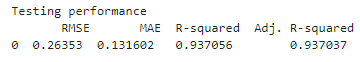 Testing performance
RMSE MAE R-squared Adj. R-squared
0 0.26353 0.131602 0.937056 0.937037